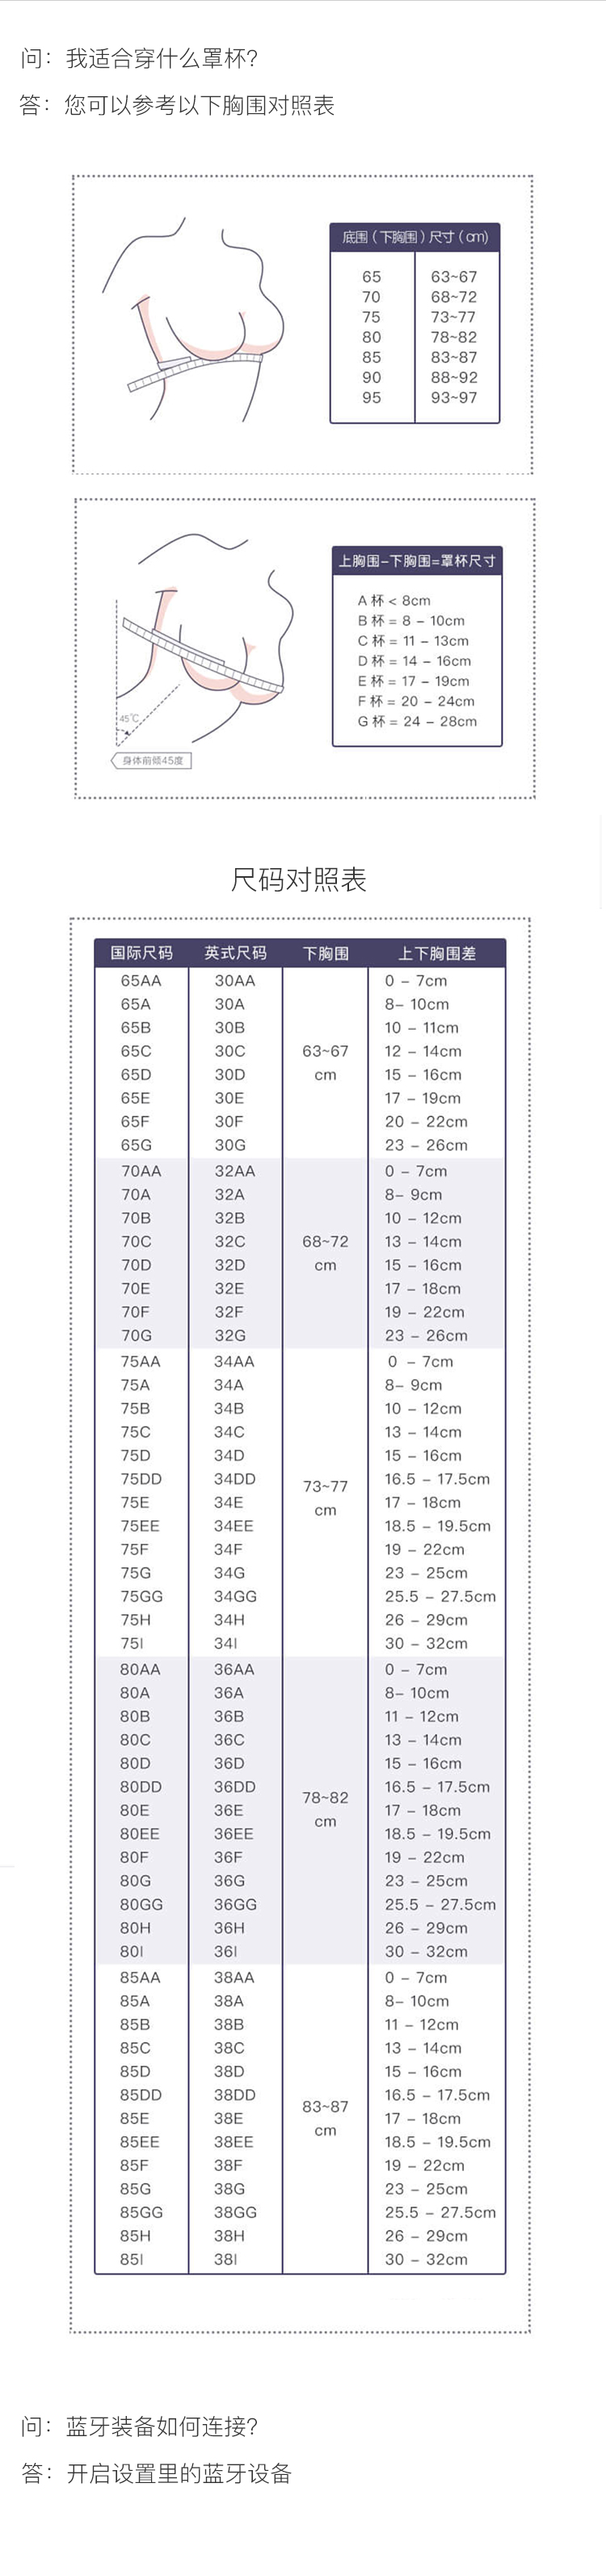 问：我适合穿什么罩杯？
答：您可以参考以下胸围对照表
底围（下胸围）尺寸（cm）
65 63~67
70 68~72
75 73~77
80 78~82
85 83~87
90 88~92
95 93~97
上胸围-下胸围=罩杯尺寸
A 杯 < 8cm
B 杯 = 8 - 10cm
C 杯 = 11 - 13cm
D 杯 = 14 - 16cm
E 杯 = 17 - 19cm
F 杯 = 20 - 24cm
G 杯 = 24 - 28cm
45℃
身体前倾45度
尺码对照表
国际尺码 英式尺码 下胸围 上下胸围差
65AA 30AA 0 - 7cm
65A 30A 8- 10cm
65B 30B 10 - 11cm
65C 30C 63~67 12 - 14cm
65D 30D cm 15 - 16cm
65E 30E 17 - 19cm
65F 30F 20 - 22cm
65G 30G 23 - 26cm
70AA 32AA 0 - 7cm
70A 32A 8- 9cm
70B 32B 10 - 12cm
70C 32C 68~72 13 - 14cm
70D 32D cm 15 - 16cm
70E 32E 17 - 18cm
70F 32F 19 - 22cm
70G 32G 23 - 26cm
75AA 34AA 0 - 7cm
75A 34A 8- 9cm
75B 34B 10 - 12cm
75C 34C 13 - 14cm
75D 34D 15 - 16cm
75DD 34DD 73~77 16.5 - 17.5cm
75E 34E cm 17 - 18cm
75EE 34EE 18.5 - 19.5cm
75F 34F 19 - 22cm
75G 34G 23 - 25cm
75GG 34GG 25.5 - 27.5cm
75H 34H 26 - 29cm
75I 34I 30 - 32cm
80AA 36AA 0 - 7cm
80A 36A 8- 10cm
80B 36B 11 - 12cm
80C 36C 13 - 14cm
80D 36D 15 - 16cm
80DD 36DD 78~82 16.5 - 17.5cm
80E 36E cm 17 - 18cm
80EE 36EE 18.5 - 19.5cm
80F 36F 19 - 22cm
80G 36G 23 - 25cm
80GG 36GG 25.5 - 27.5cm
80H 36H 26 - 29cm
80I 36I 30 - 32cm
85AA 38AA 0 - 7cm
85A 38A 8- 10cm
85B 38B 11 - 12cm
85C 38C 13 - 14cm
85D 38D 15 - 16cm
85DD 38DD 83~87 16.5 - 17.5cm
85E 38E cm 17 - 18cm
85EE 38EE 18.5 - 19.5cm
85F 38F 19 - 22cm
85G 38G 23 - 25cm
85GG 38GG 25.5 - 27.5cm
85H 38H 26 - 29cm
85I 38I 30 - 32cm
问：蓝牙装备如何连接？
答：开启设置里的蓝牙设备